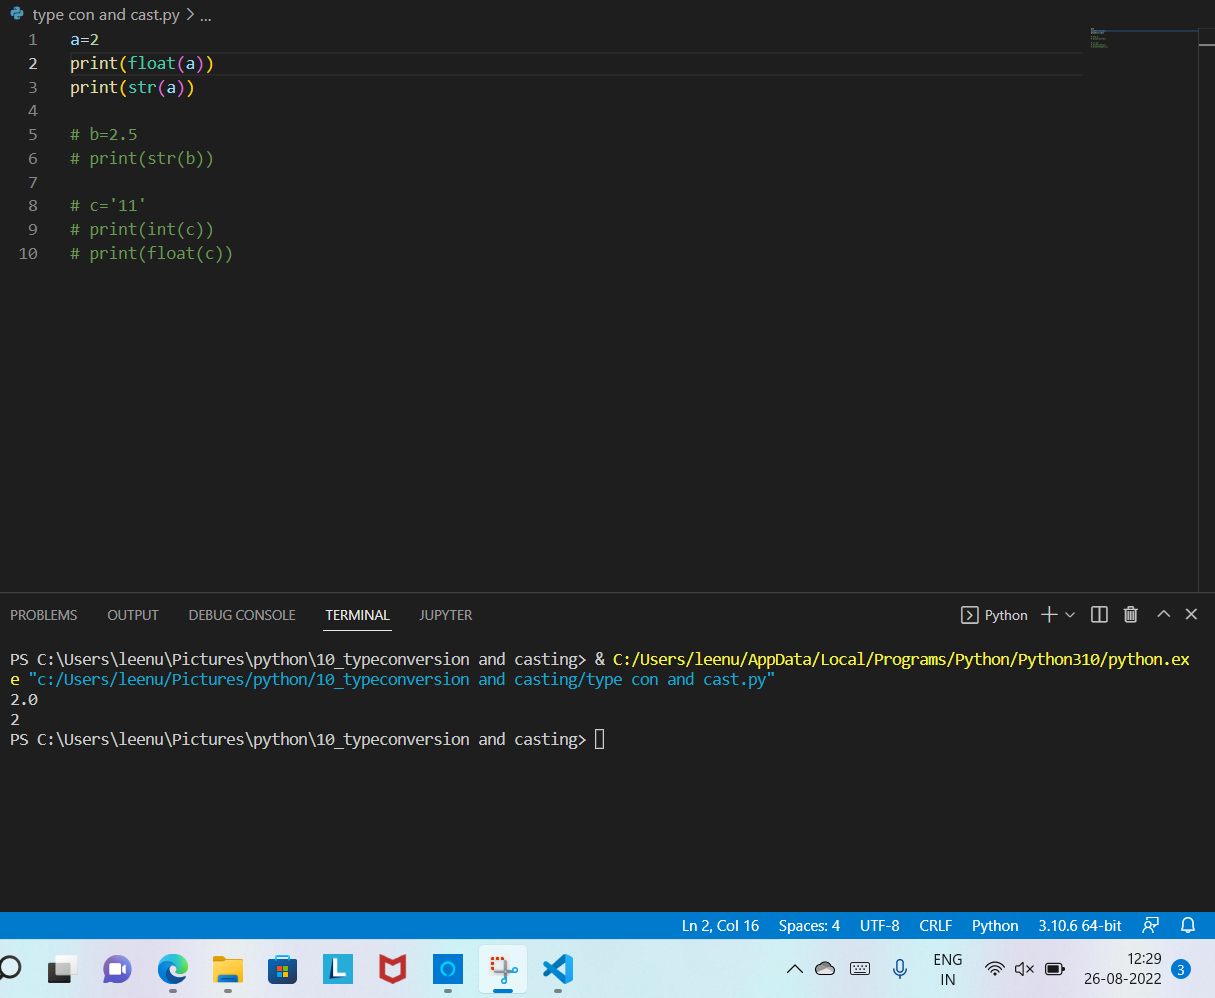 type con and cast.py > ...
1 a=2
2 print(float(a))
3 print(str(a))
4
5 # b=2.5
6 # print(str(b))
7
8 # c='11'
9 # print(int(c))
10 # print(float(c))
PROBLEMS OUTPUT DEBUG CONSOLE TERMINAL JUPYTER Python
PS C:\Users\leenu\Pictures\python\10_typeconversion and casting> & C:/Users/leenu/AppData/Local/Programs/Python/Python310/python.ex
e "c:/Users/leenu/Pictures/python/10_typeconversion and casting/type con and cast.py"
2.0
2
PS C:\Users\leenu\Pictures\python\10_typeconversion and casting>
Ln 2, Col 16 Spaces: 4 UTF-8 CRLF Python 3.10.6 64-bit
L ENG 12:29
IN 26-08-2022 3